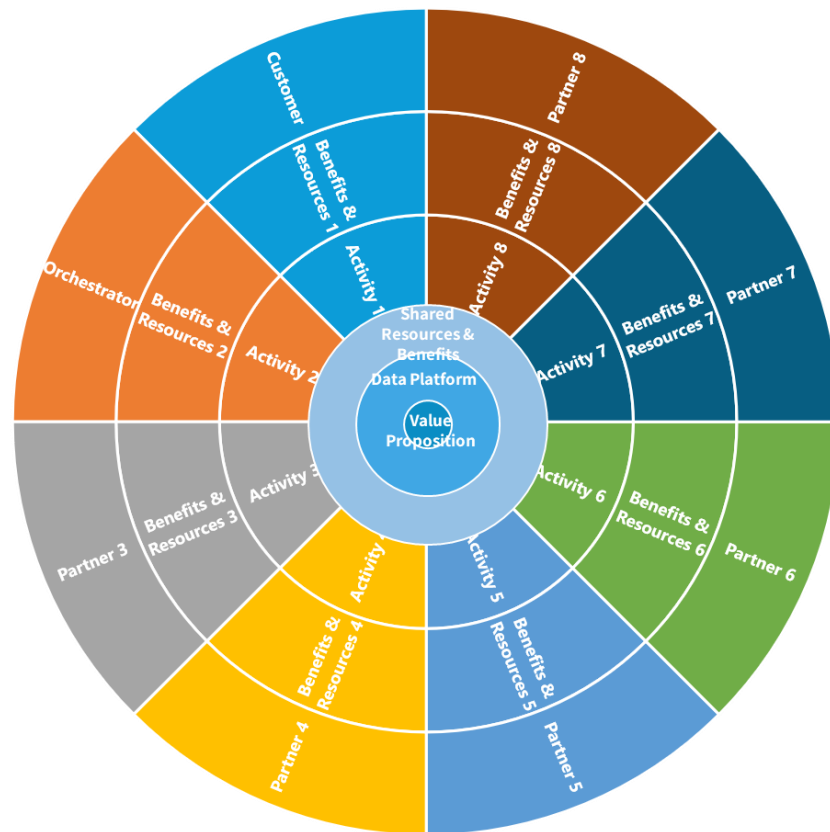 Customer
Benefits &
Resources 1
Activity 1
Partner 8
Benefits &
Resources 8
Activity 8
Partner 7
Benefits &
Resources 7
Activity 7
Partner 6
Benefits &
Resources 6
Activity 6
Partner 5
Benefits &
Resources 5
Activity 5
Partner 4
Benefits &
Resources 4
Activity
Partner 3
Benefits &
Resources 3
Activity 3
Orchestrator
Benefits &
Resources 2
Activity 2
Shared
Resources &
Benefits
Data Platform
Value
Proposition